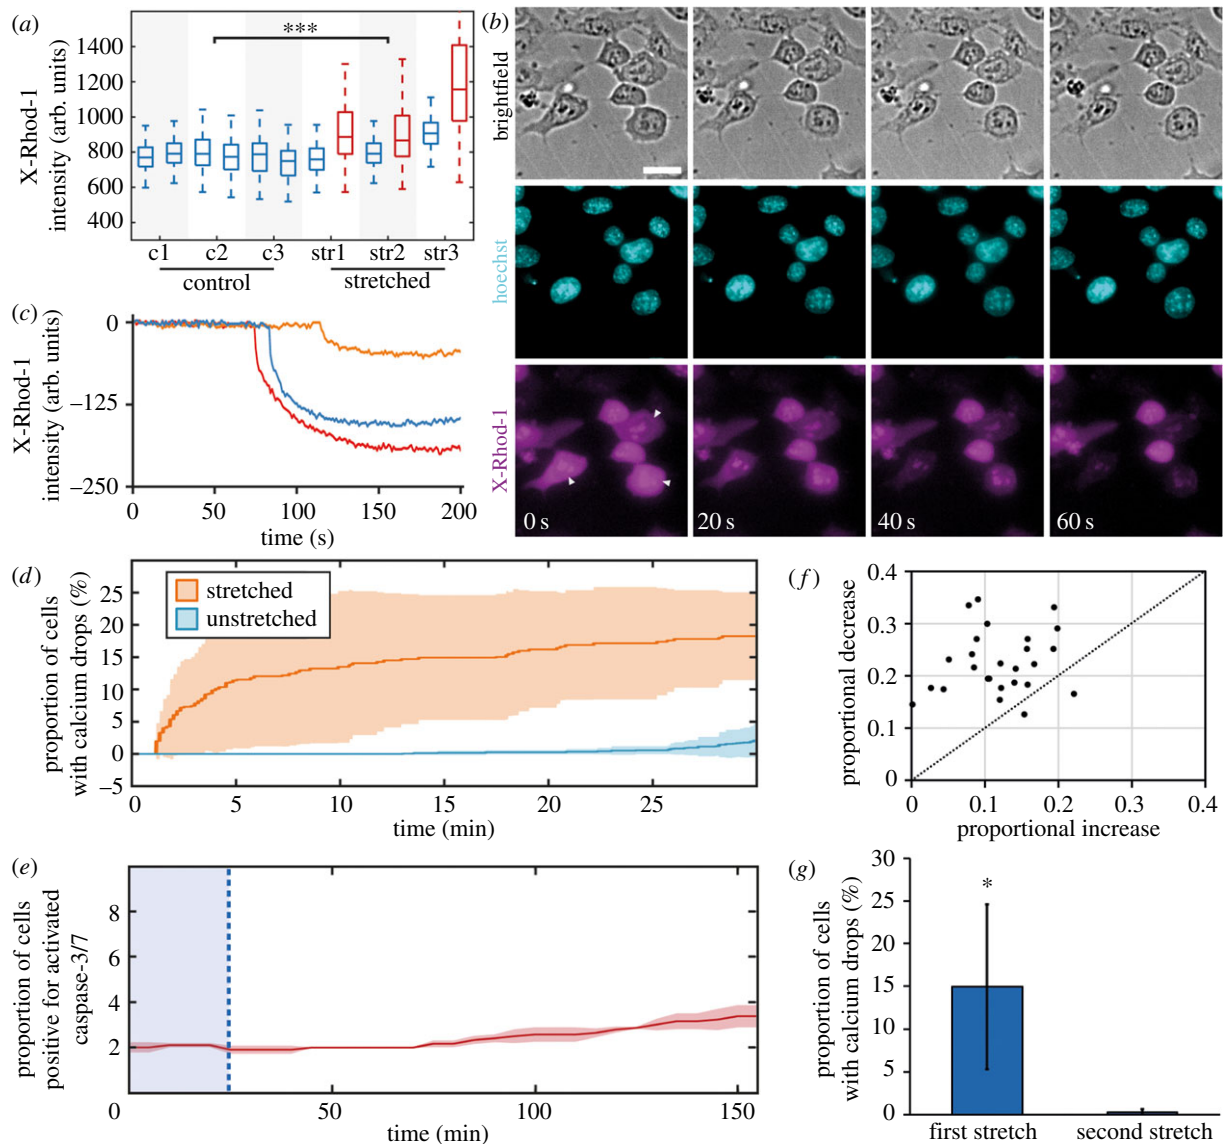 (a)
X-Rhod-1
intensity (arb. units)
1400
1200
1000
800
600
400
***
c1 c2 c3 str1 str2 str3
control stretched
(b)
brightfield
hoechst
X-Rhod-1
0 s 20 s 40 s 60 s
(c)
X-Rhod-1
intensity (arb. units)
0
−125
−250
0 50 100 150 200
time (s)
(d)
proportion of cells
with calcium drops (%)
25
20
15
10
5
0
−5
stretched
unstretched
0 5 10 15 20 25
time (min)
(e)
proportion of cells
positive for activated
caspase-3/7
8
6
4
2
0 50 100 150
time (min)
(f)
proportional decrease
0.4
0.3
0.2
0.1
0
0 0.1 0.2 0.3 0.4
proportional increase
(g)
proportion of cells
with calcium drops (%)
30
25
20
15
10
5
0
*
first stretch second stretch